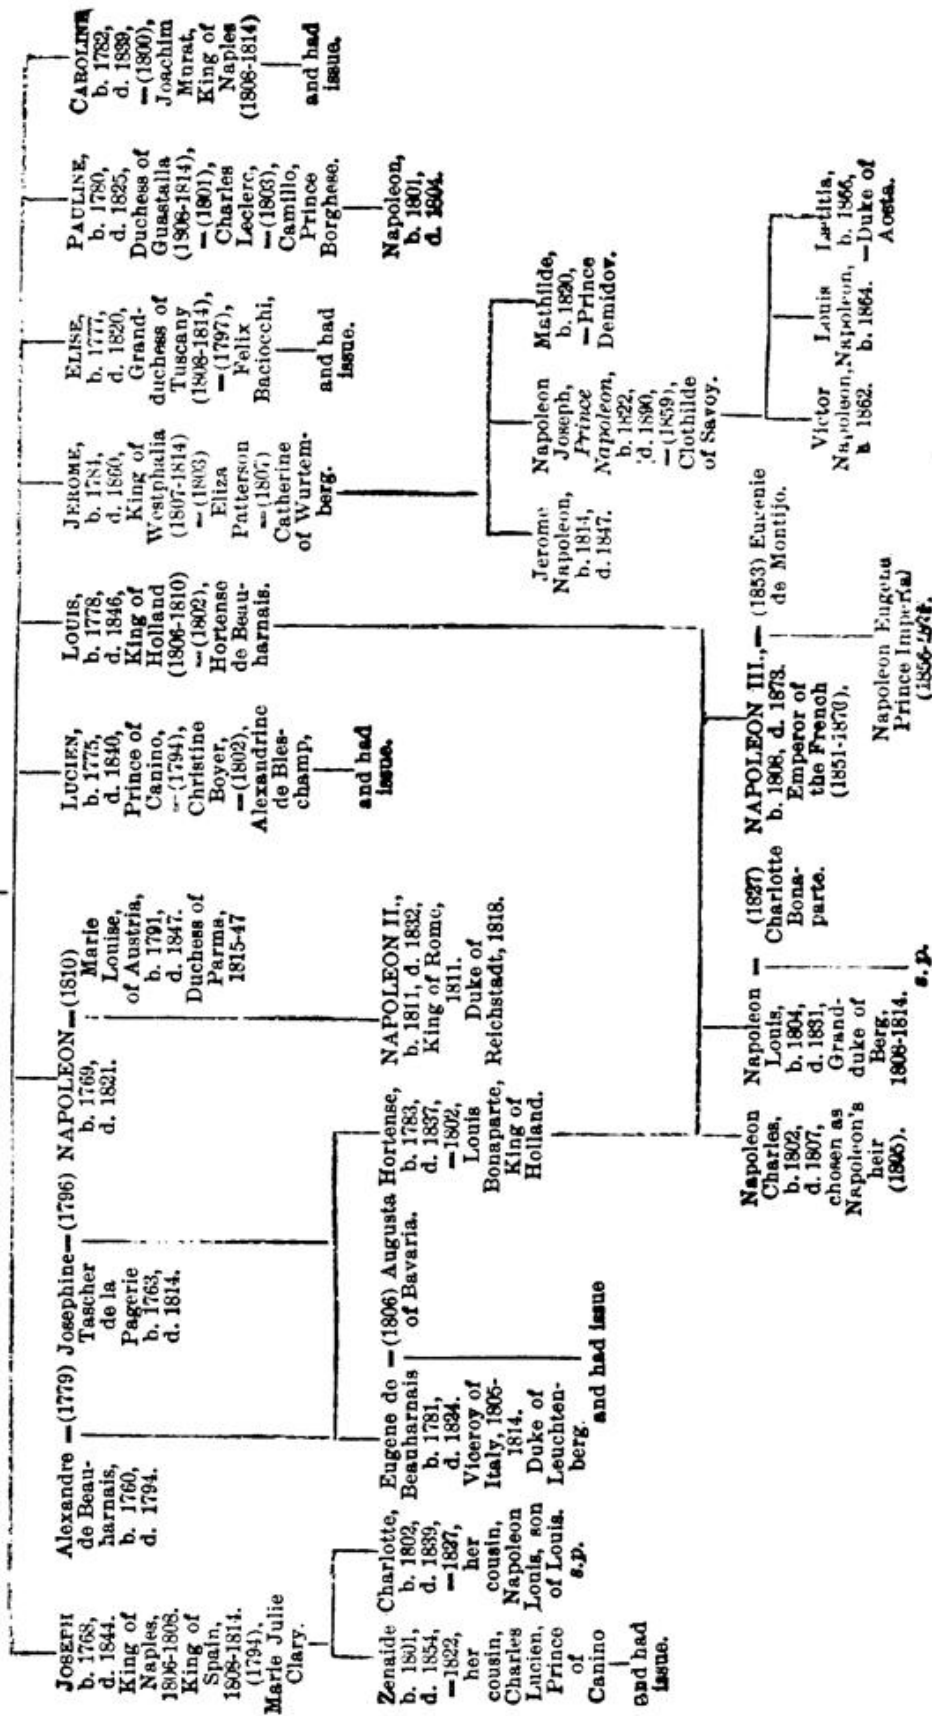 JOSEPH
b. 1768,
d. 1844.
King of
Naples,
1806-1808.
King of
Spain,
1808-1814.
(1794),
Marie Julie
Clary.
Alexandre —(1779) Josephine—(1796) NAPOLEON—(1810)
de Beau-
harnais,
b. 1760,
d. 1794.
Tascher
de la
Pagerie
b. 1763,
d. 1814.
b. 1769,
d. 1821.
Marie
Louise,
of Austria,
b. 1791,
d. 1847.
Duchess of
Parma,
1815-47
LUCIEN,
b. 1775,
d. 1840,
Prince of
Canino,
—(1794),
Christine
Boyer,
—(1802),
Alexandrine
de Bles-
champ,
and had
issue.
LOUIS,
b. 1778,
d. 1846,
King of
Holland
(1806-1810)
—(1802),
Hortense
de Beau-
harnais.
JEROME,
b. 1784,
d. 1860,
King of
Westphalia
(1807-1814)
—(1803)
Eliza
Patterson
—(1807)
Catherine
of Wurtem-
berg.
ELISE,
b. 1777,
d. 1820,
Grand-
duchess of
Tuscany
(1808-1814),
—(1797),
Felix
Baciocchi,
and had
issue.
PAULINE,
b. 1780,
d. 1825,
Duchess of
Guastalla
(1806-1814),
—(1801),
Charles
Leclerc,
—(1803),
Camillo,
Prince
Borghese.
Napoleon,
b. 1801,
d. 1804.
CAROLINE
b. 1782,
d. 1839,
—(1800),
Joachim
Murat,
King of
Naples
(1808-1814)
and had
issue.
Zenaide
b. 1801,
d. 1854,
—1822,
her
cousin,
Charles
Lucien,
Prince
of
Canino
and had
issue.
Charlotte,
b. 1802,
d. 1839,
—1827,
her
cousin,
Napoleon
Louis, son
of Louis.
s.p.
Eugene de —(1806) Augusta
Beauharnais
of Bavaria.
b. 1781,
d. 1824.
Viceroy of
Italy, 1805-
1814.
Duke of
Leuchten-
berg.
and had issue
Hortense,
b. 1783,
d. 1837,
—1802,
Louis
Bonaparte,
King of
Holland.
NAPOLEON II.,
b. 1811, d. 1832,
King of Rome,
1811.
Duke of
Reichstadt, 1818.
Jerome
Napoleon,
b. 1814,
d. 1847.
Napoleon
Joseph,
Prince
Napoleon,
b. 1822,
d. 1890,
—(1859),
Clothilde
of Savoy.
Mathilde,
b. 1820,
—Prince
Demidov.
Napoleon
Charles,
b. 1802,
d. 1807,
chosen as
Napoleon's
heir
(1805).
Napoleon —
Louis,
b. 1804,
d. 1831,
Grand-
duke of
Berg,
1808-1814.
s.p.
(1827)
Charlotte
Bona-
parte.
NAPOLEON III.,— (1853) Eugenie
de Montijo.
b. 1808, d. 1873.
Emperor of
the French
(1851-1870).
Napoleon Eugene
Prince Imperial
Victor
Napoleon,
1862.
Louis
Napoleon,
b. 1864.
Lætitia,
b. 1866,
—Duke of
Aosta.